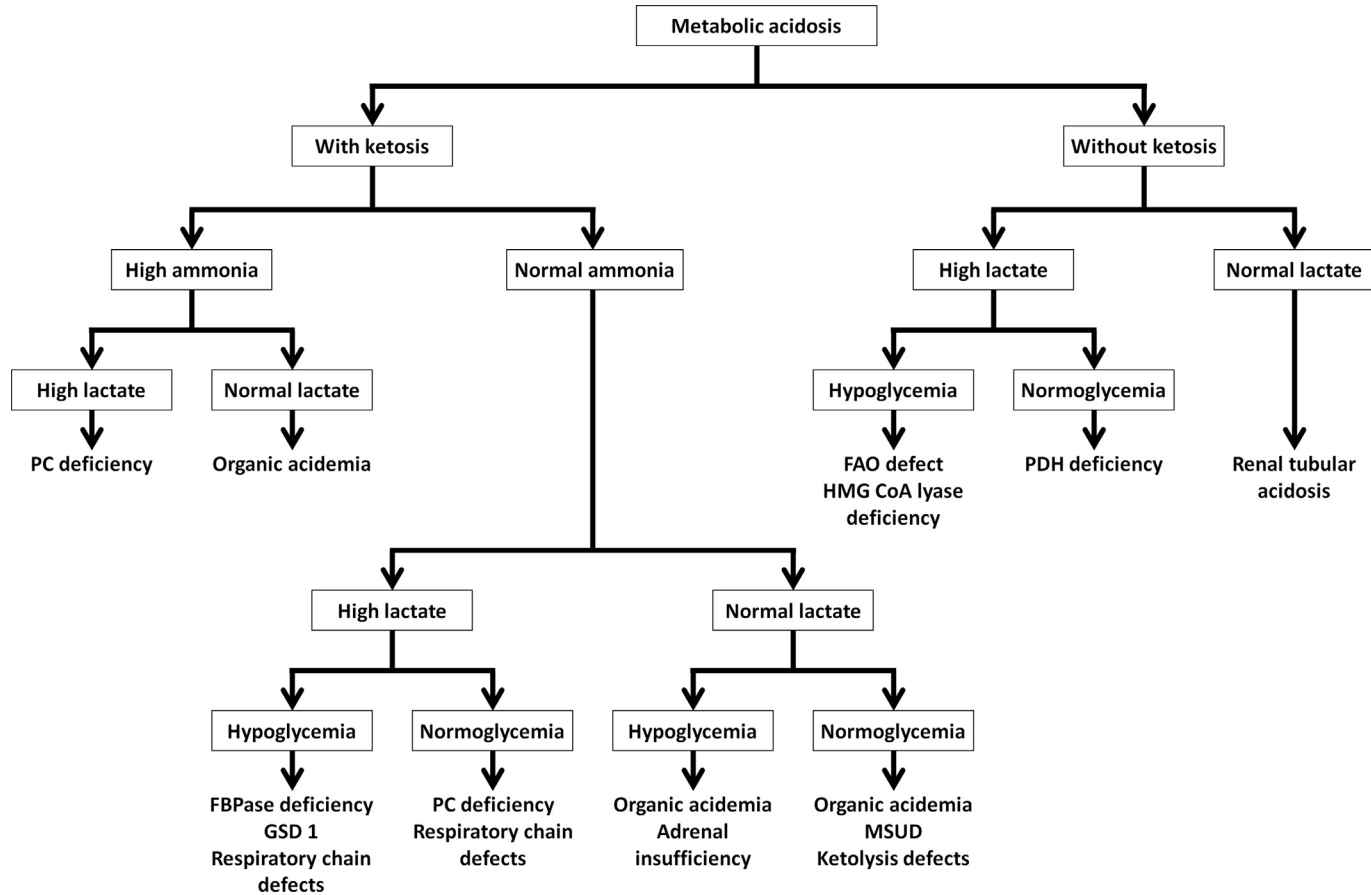 Metabolic acidosis
With ketosis
Without ketosis
High ammonia
Normal ammonia
High lactate
Normal lactate
High lactate
Normal lactate
Hypoglycemia
Normoglycemia
PC deficiency
Organic acidemia
FAO defect
HMG CoA lyase
deficiency
PDH deficiency
Renal tubular
acidosis
High lactate
Normal lactate
Hypoglycemia
Normoglycemia
Hypoglycemia
Normoglycemia
FBPase deficiency
GSD 1
Respiratory chain
defects
PC deficiency
Respiratory chain
defects
Organic acidemia
Adrenal
insufficiency
Organic acidemia
MSUD
Ketolysis defects